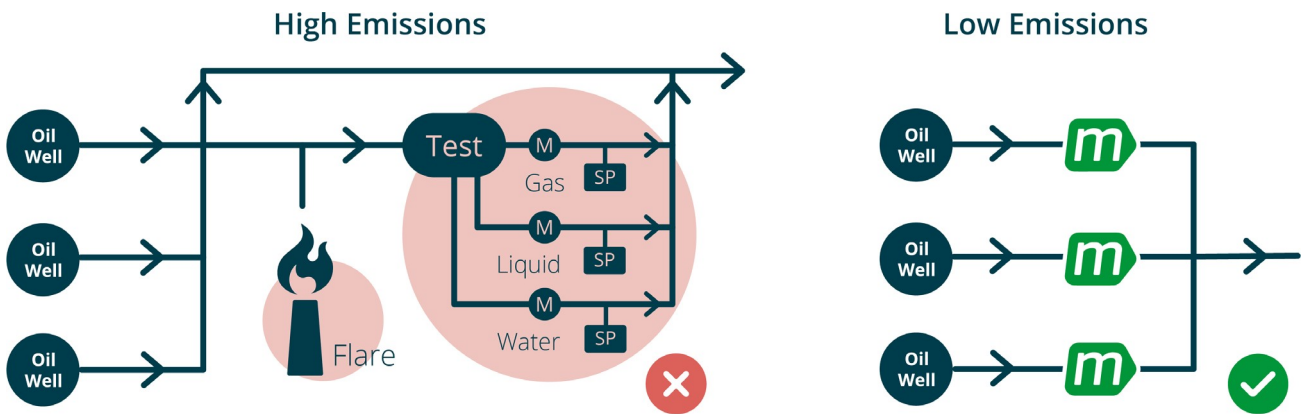 High Emissions
Oil
Well
Oil
Well
Oil
Well
Flare
Test
M
Gas
SP
M
Liquid
SP
M
Water
SP
Low Emissions
Oil
Well
m
Oil
Well
m
Oil
Well
m